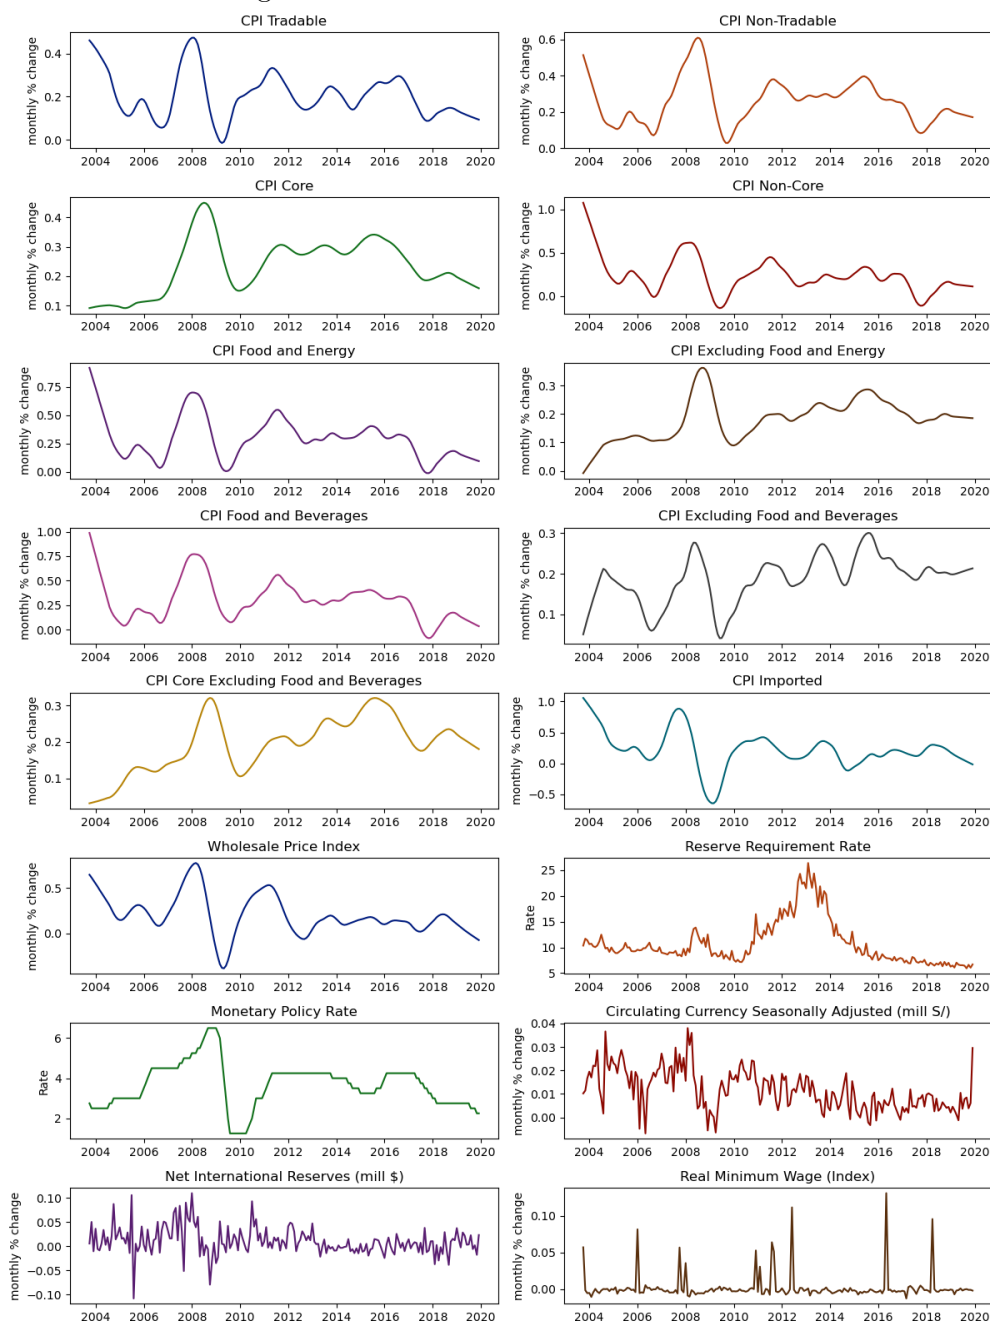 CPI Tradable
monthly % change
0.4
0.2
0.0
2004 2006 2008 2010 2012 2014 2016 2018 2020
CPI Non-Tradable
monthly % change
0.6
0.4
0.2
0.0
2004 2006 2008 2010 2012 2014 2016 2018 2020
CPI Core
monthly % change
0.4
0.3
0.2
0.1
2004 2006 2008 2010 2012 2014 2016 2018 2020
CPI Non-Core
monthly % change
1.0
0.5
0.0
2004 2006 2008 2010 2012 2014 2016 2018 2020
CPI Food and Energy
monthly % change
0.75
0.50
0.25
0.00
2004 2006 2008 2010 2012 2014 2016 2018 2020
CPI Excluding Food and Energy
monthly % change
0.3
0.2
0.1
0.0
2004 2006 2008 2010 2012 2014 2016 2018 2020
CPI Food and Beverages
monthly % change
1.00
0.75
0.50
0.25
0.00
2004 2006 2008 2010 2012 2014 2016 2018 2020
CPI Excluding Food and Beverages
monthly % change
0.3
0.2
0.1
2004 2006 2008 2010 2012 2014 2016 2018 2020
CPI Core Excluding Food and Beverages
monthly % change
0.3
0.2
0.1
2004 2006 2008 2010 2012 2014 2016 2018 2020
CPI Imported
monthly % change
1.0
0.5
0.0
−0.5
2004 2006 2008 2010 2012 2014 2016 2018 2020
Wholesale Price Index
monthly % change
0.5
0.0
2004 2006 2008 2010 2012 2014 2016 2018 2020
Reserve Requirement Rate
Rate
25
20
15
10
5
2004 2006 2008 2010 2012 2014 2016 2018 2020
Monetary Policy Rate
Rate
6
4
2
2004 2006 2008 2010 2012 2014 2016 2018 2020
Circulating Currency Seasonally Adjusted (mill S/)
monthly % change
0.04
0.03
0.02
0.01
0.00
2004 2006 2008 2010 2012 2014 2016 2018 2020
Net International Reserves (mill $)
monthly % change
0.10
0.05
0.00
−0.05
−0.10
2004 2006 2008 2010 2012 2014 2016 2018 2020
Real Minimum Wage (Index)
monthly % change
0.10
0.05
0.00
2004 2006 2008 2010 2012 2014 2016 2018 2020